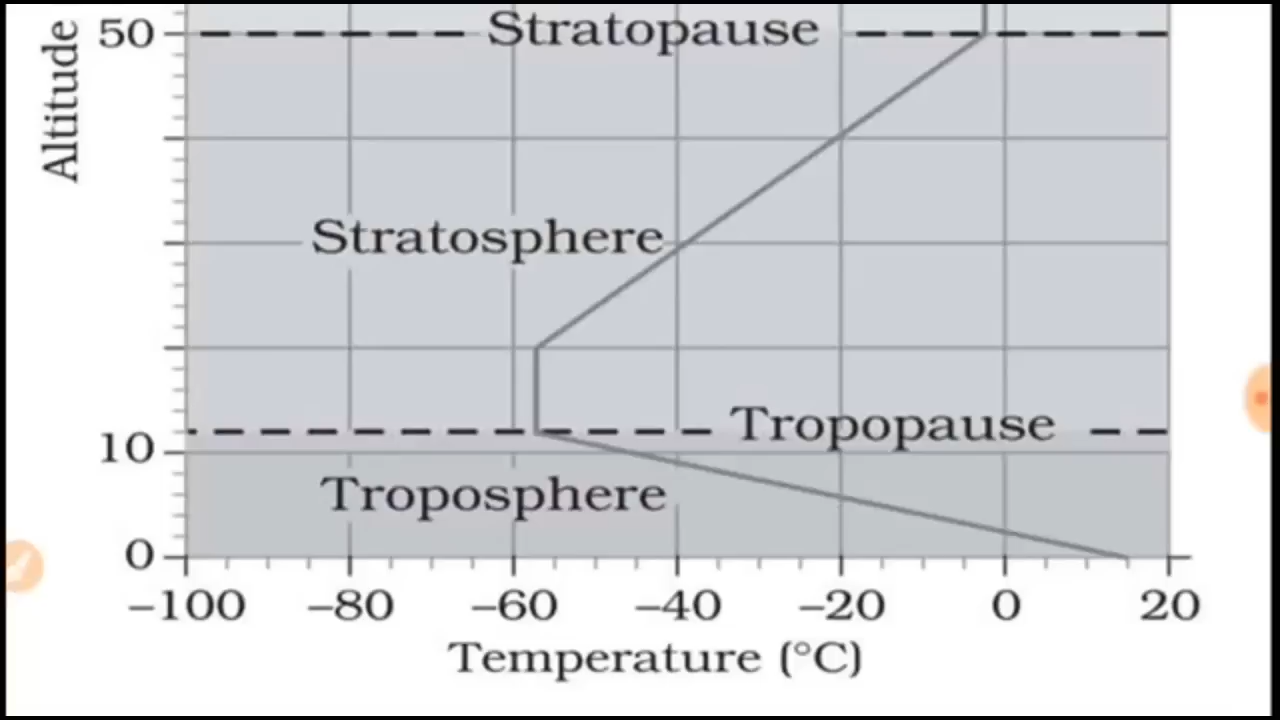 Altitude
50
Stratopause
Stratosphere
Tropopause
10
Troposphere
0
–100 –80 –60 –40 –20 0 20
Temperature (°C)